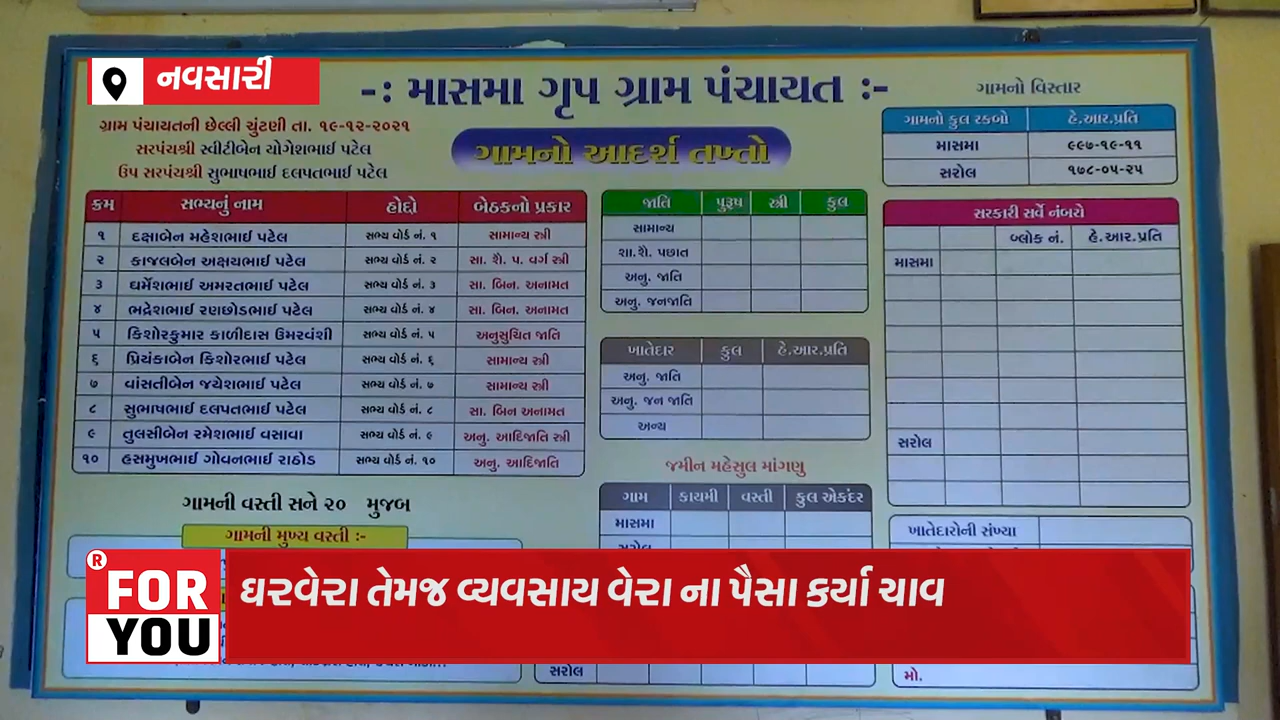 નવસારી
-: માસમા ગૃપ ગ્રામ પંચાયત :-
ગ્રામ પંચાયતની છેલ્લી ચુંટણી તા. ૧૯-૧૨-૨૦૨૧
સરપંચશ્રી સ્વીટીબેન યોગેશભાઈ પટેલ
ઉપ સરપંચશ્રી સુભાષભાઈ દલપતભાઈ પટેલ
ગામનો આદર્શ તખ્તો
ગામનો વિસ્તાર
ગામનો કુલ રકબો હે.આર.પ્રતિ
માસમા ૯૯૭-૧૯-૧૧
સરોલ ૧૭૮-૦૫-૨૫
ક્રમ સભ્યનું નામ હોદ્દો બેઠકનો પ્રકાર
૧ દક્ષાબેન મહેશભાઈ પટેલ સભ્ય વોર્ડ નં. ૧ સામાન્ય સ્ત્રી
૨ કાજલબેન અક્ષયભાઈ પટેલ સભ્ય વોર્ડ નં. ૨ સા. શૈ. પ. વર્ગ સ્ત્રી
૩ ધર્મેશભાઈ અમરતભાઈ પટેલ સભ્ય વોર્ડ નં. ૩ સા. બિન. અનામત
૪ ભદ્રેશભાઈ રણછોડભાઈ પટેલ સભ્ય વોર્ડ નં. ૪ સા. બિન. અનામત
૫ કિશોરકુમાર કાળીદાસ ઉમરવંશી સભ્ય વોર્ડ નં. ૫ અનુસુચિત જાતિ
૬ પ્રિયંકાબેન કિશોરભાઈ પટેલ સભ્ય વોર્ડ નં. ૬ સામાન્ય સ્ત્રી
૭ વાંસતીબેન જયેશભાઈ પટેલ સભ્ય વોર્ડ નં. ૭ સામાન્ય સ્ત્રી
૮ સુભાષભાઈ દલપતભાઈ પટેલ સભ્ય વોર્ડ નં. ૮ સા. બિન અનામત
૯ તુલસીબેન રમેશભાઈ વસાવા સભ્ય વોર્ડ નં. ૯ અનુ. આદિજાતિ સ્ત્રી
૧૦ હસમુખભાઈ ગોવનભાઈ રાઠોડ સભ્ય વોર્ડ નં. ૧૦ અનુ. આદિજાતિ
જાતિ પુરૂષ સ્ત્રી કુલ
સામાન્ય
શા.શૈ. પછાત
અનુ. જાતિ
અનુ. જનજાતિ
ખાતેદાર કુલ હે.આર.પ્રતિ
અનુ. જાતિ
અનુ. જન જાતિ
અન્ય
જમીન મહેસુલ માંગણુ
ગામ કાયમી વસ્તી કુલ એકંદર
માસમા
સરોલ
સરકારી સર્વે નંબરો
બ્લોક નં. હે.આર.પ્રતિ
માસમા
સરોલ
ખાતેદારોની સંખ્યા
ગામની વસ્તી સને ૨૦ મુજબ
ગામની મુખ્ય વસ્તી :-
® FOR
YOU
ઘરવેરા તેમજ વ્યવસાય વેરા ના પૈસા કર્યા ચાવ
સરોલ
મો.